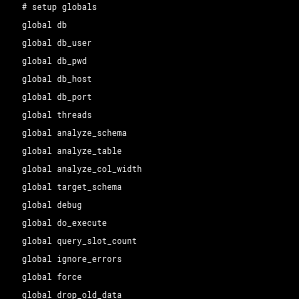 # setup globals
global db
global db_user
global db_pwd
global db_host
global db_port
global threads
global analyze_schema
global analyze_table
global analyze_col_width
global target_schema
global debug
global do_execute
global query_slot_count
global ignore_errors
global force
global drop_old_data